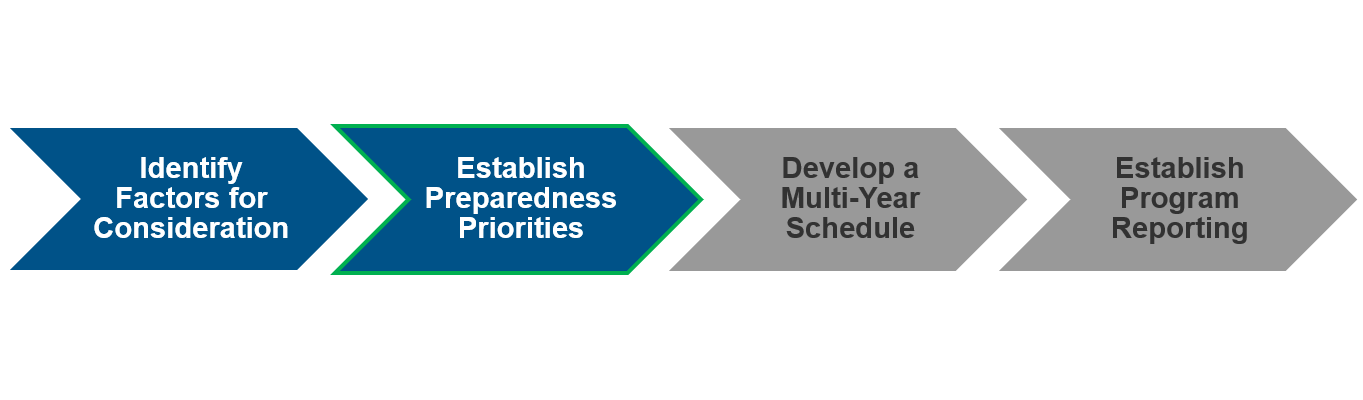 Identify
Factors for
Consideration
Establish
Preparedness
Priorities
Develop a
Multi-Year
Schedule
Establish
Program
Reporting